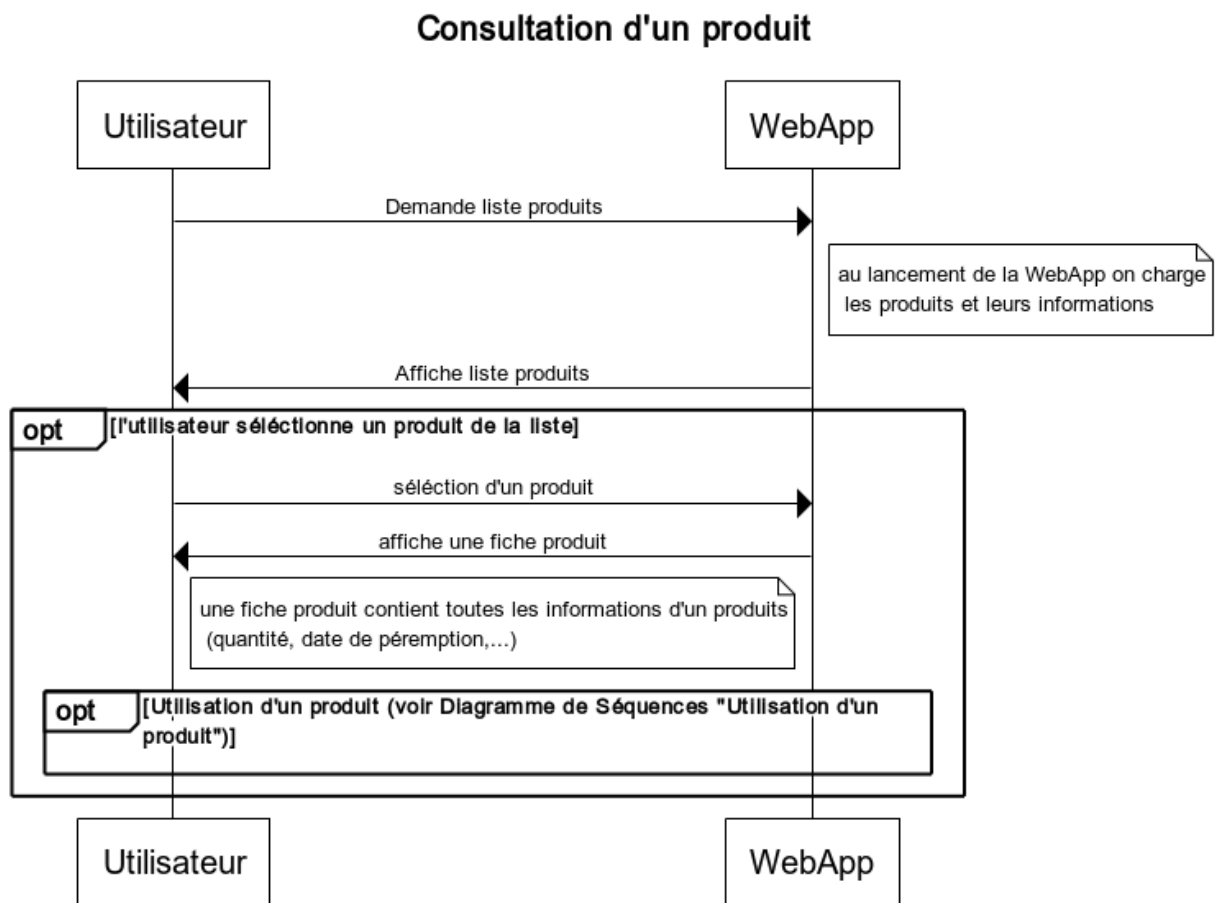 Consultation d'un produit
Utilisateur
WebApp
Demande liste produits
au lancement de la WebApp on charge
les produits et leurs informations
Affiche liste produits
opt
[l'utilisateur séléctionne un produit de la liste]
séléction d'un produit
affiche une fiche produit
une fiche produit contient toutes les informations d'un produits
(quantité, date de péremption,...)
opt
[Utilisation d'un produit (voir Diagramme de Séquences "Utilisation d'un
produit")]
Utilisateur
WebApp